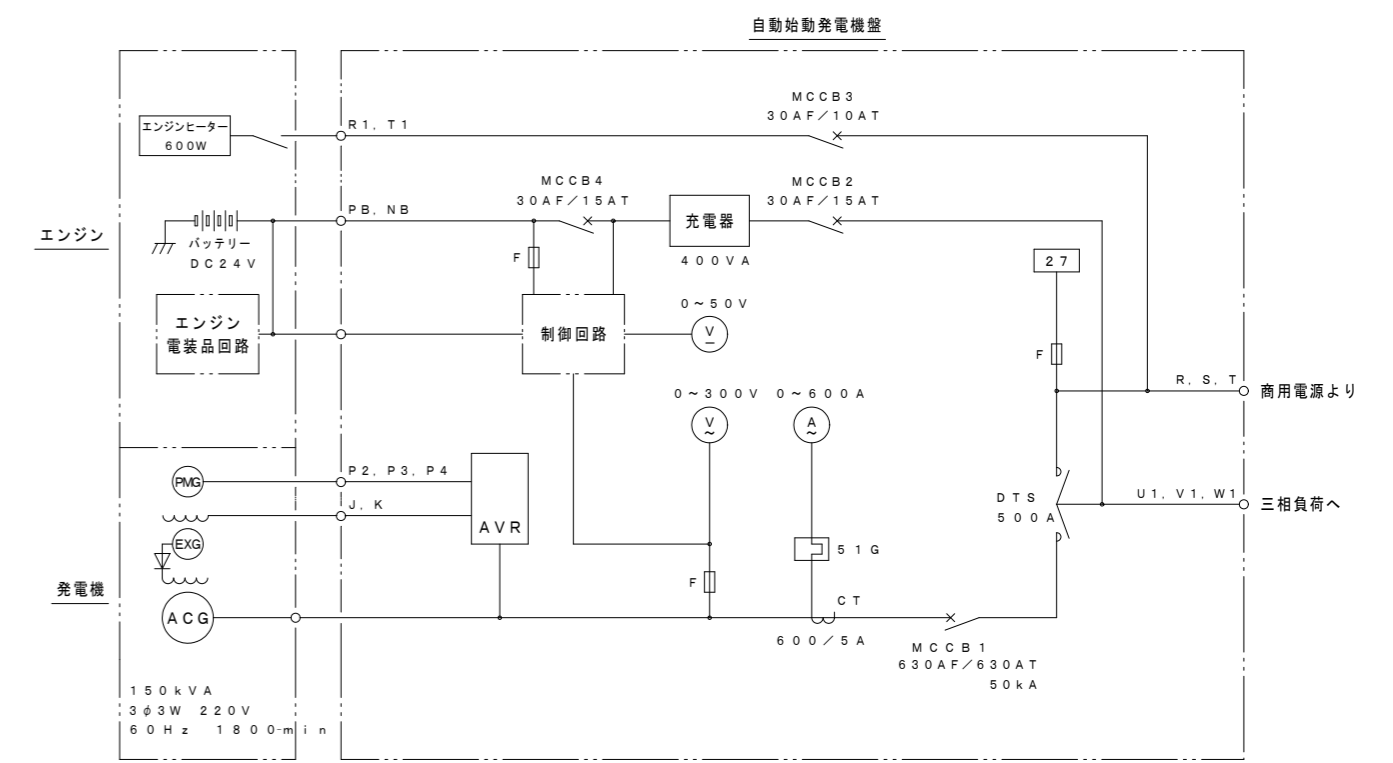 自動始動発電機盤
エンジンヒーター
600W
R1, T1
MCCB3
30AF/10AT
エンジン
バッテリー
DC24V
PB, NB
MCCB4
30AF/15AT
充電器
400VA
MCCB2
30AF/15AT
F
27
エンジン
電装品回路
制御回路
0~50V
V
F
R, S, T
商用電源より
0~300V
V
~
0~600A
A
~
発電機
PMG
P2, P3, P4
J, K
AVR
EXG
DTS
500A
U1, V1, W1
三相負荷へ
51G
F
ACG
CT
600/5A
MCCB1
630AF/630AT
50kA
150kVA
3φ3W 220V
60Hz 1800-min